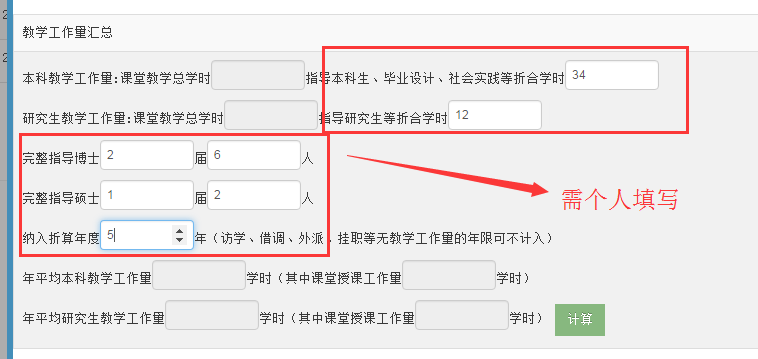 教学工作量汇总
本科教学工作量:课堂教学总学时 指导本科生、毕业设计、社会实践等折合学时 34
研究生教学工作量:课堂教学总学时 指导研究生等折合学时 12
完整指导博士 2 届 6 人
完整指导硕士 1 届 2 人
需个人填写
纳入折算年度 5 年（访学、借调、外派、挂职等无教学工作量的年限可不计入）
年平均本科教学工作量 学时（其中课堂授课工作量 学时）
年平均研究生教学工作量 学时（其中课堂授课工作量 学时） 计算